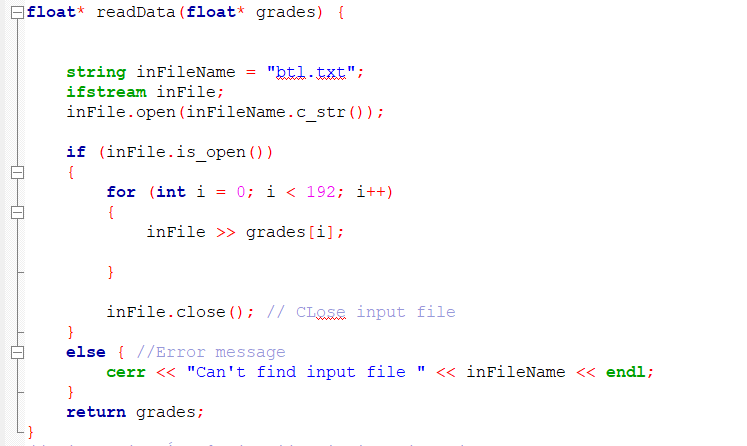 float* readData(float* grades) {
string inFileName = "btl.txt";
ifstream inFile;
inFile.open(inFileName.c_str());
if (inFile.is_open())
{
for (int i = 0; i < 192; i++)
{
inFile >> grades[i];
}
inFile.close(); // CLose input file
}
else { //Error message
cerr << "Can't find input file " << inFileName << endl;
}
return grades;
}